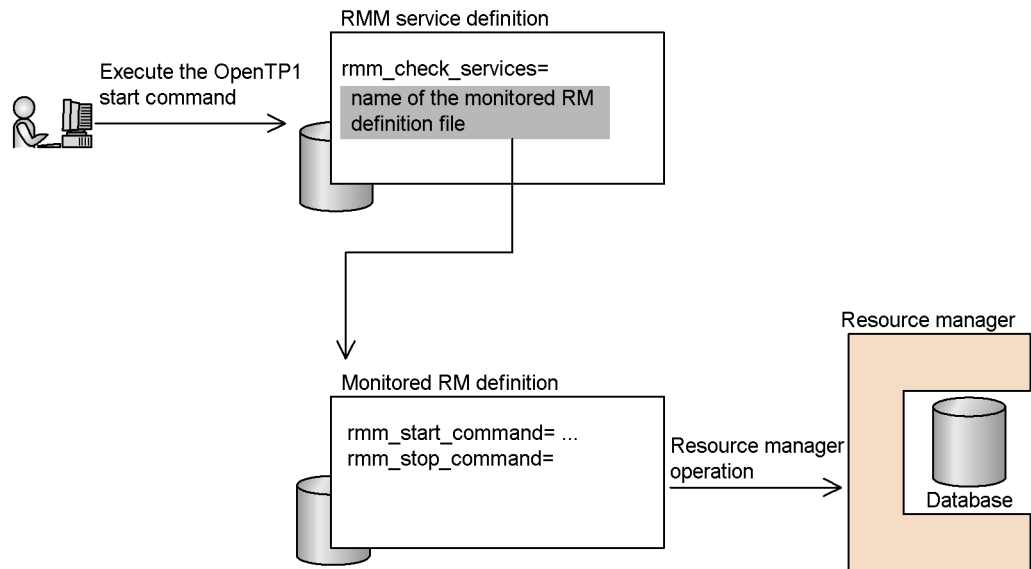 RMM service definition
Execute the OpenTP1
start command
rmm_check_services=
name of the monitored RM
definition file
Resource manager
Monitored RM definition
rmm_start_command= ...
rmm_stop_command=
Resource manager
operation
Database